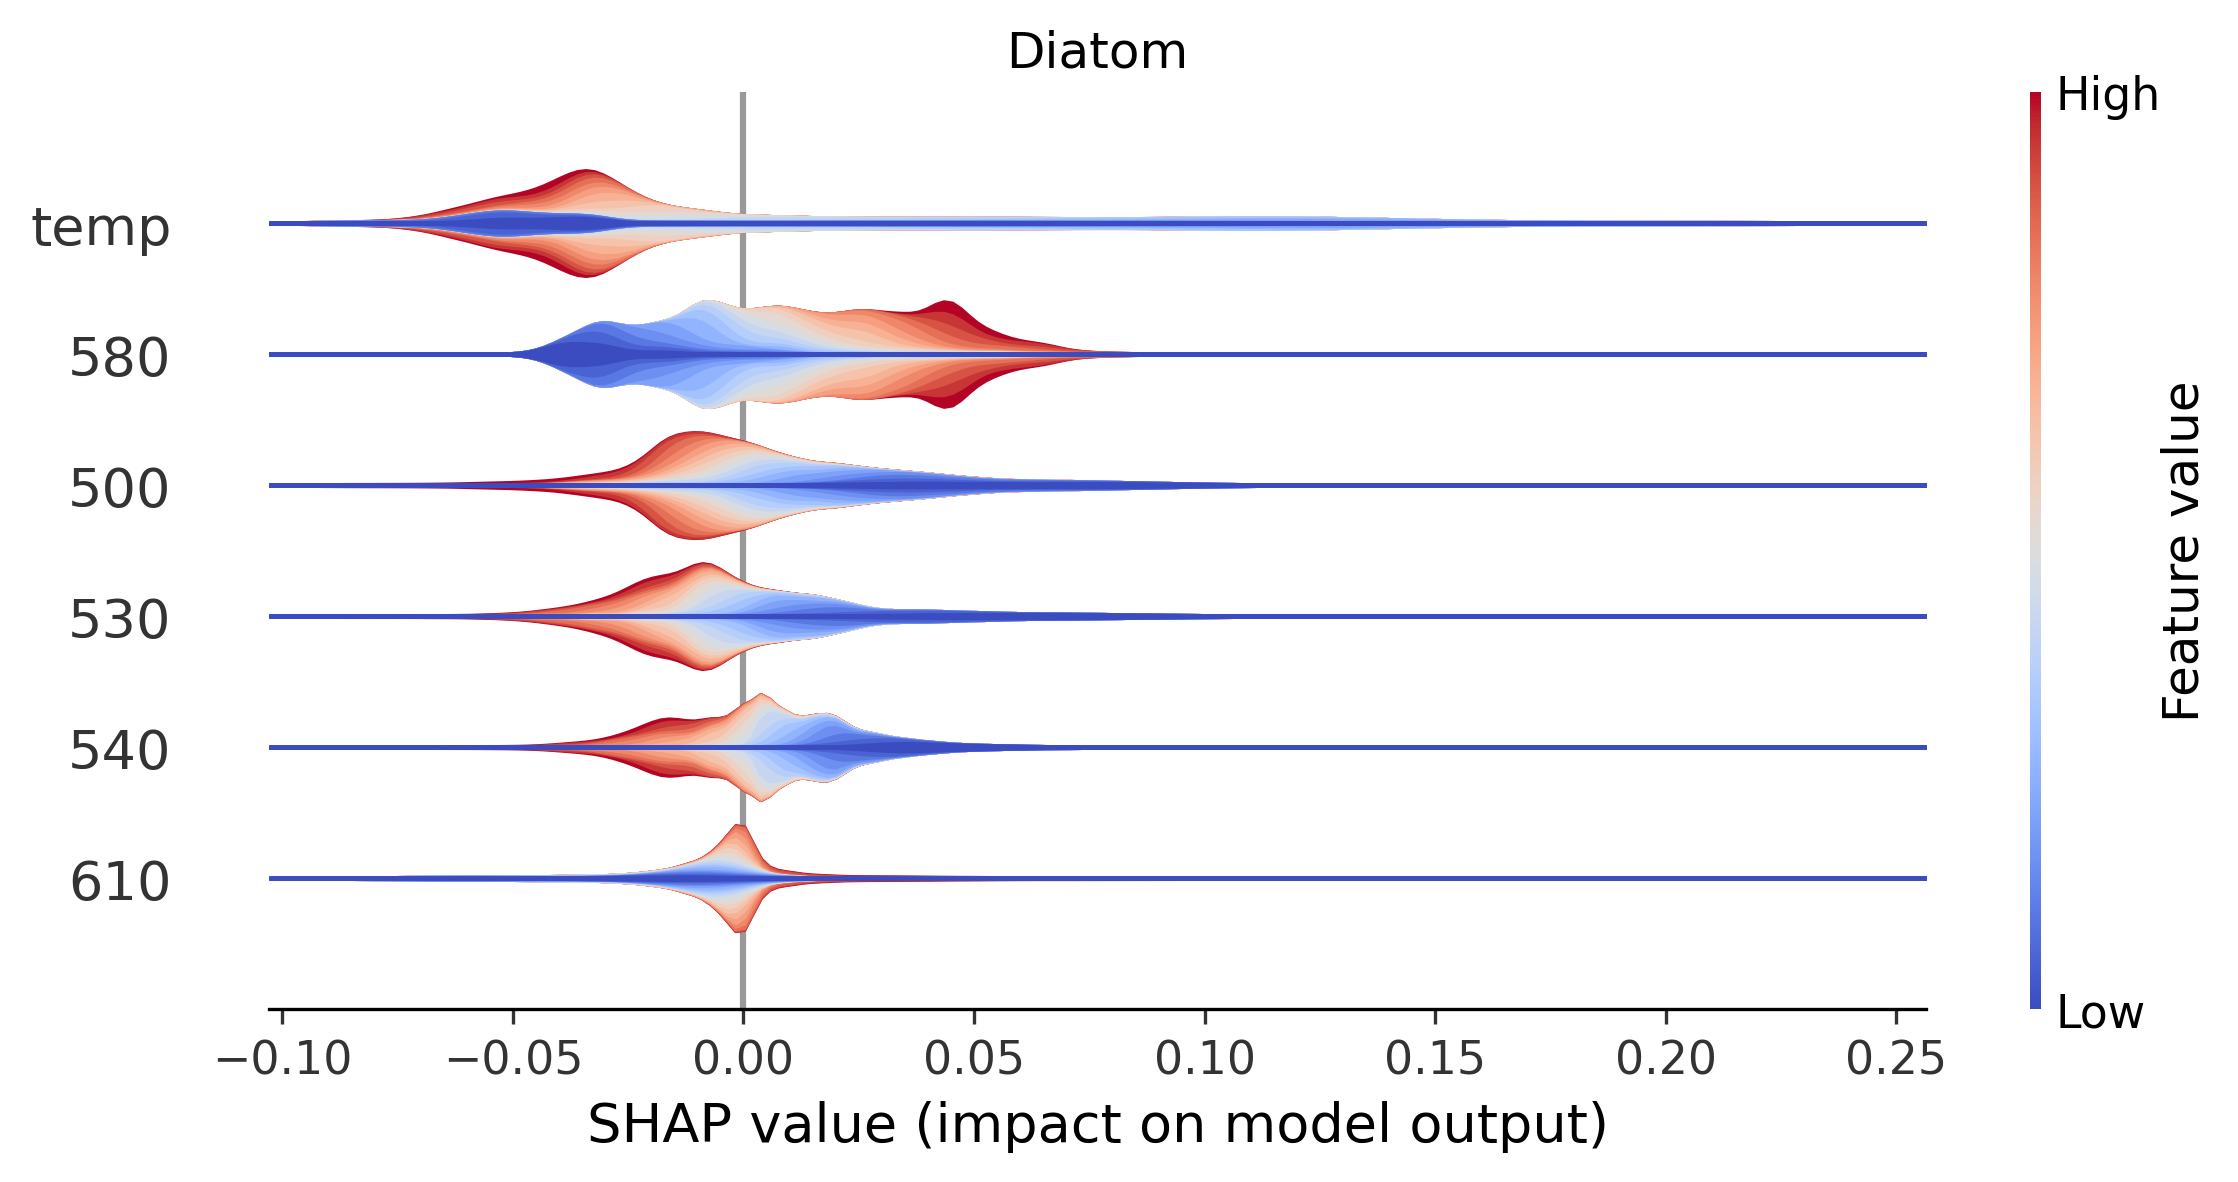 Diatom
High
temp
580
500
530
540
610
Feature value
Low
−0.10 −0.05 0.00 0.05 0.10 0.15 0.20 0.25
SHAP value (impact on model output)